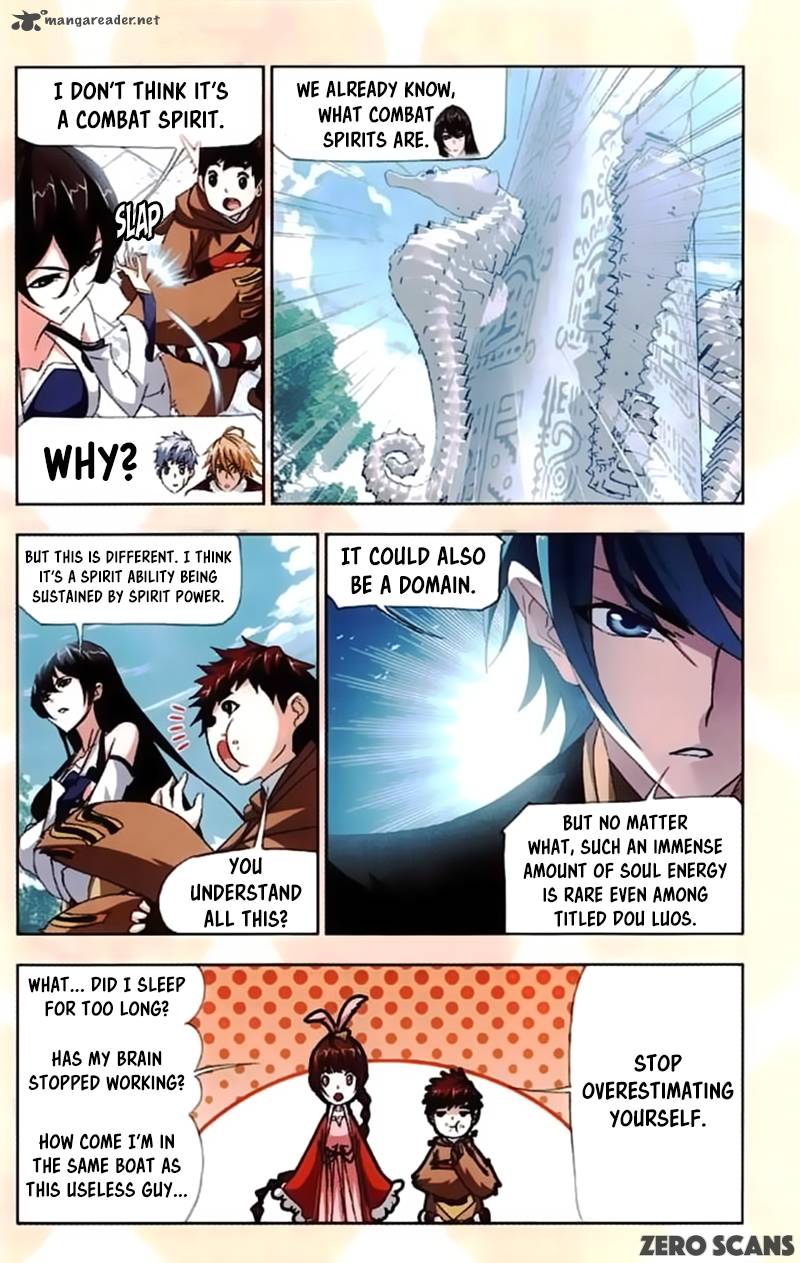 mangareader.net
I DON'T THINK IT'S
A COMBAT SPIRIT.
SLAP
WHY?
WE ALREADY KNOW,
WHAT COMBAT
SPIRITS ARE.
BUT THIS IS DIFFERENT. I THINK
IT'S A SPIRIT ABILITY BEING
SUSTAINED BY SPIRIT POWER.
YOU
UNDERSTAND
ALL THIS?
IT COULD ALSO
BE A DOMAIN.
BUT NO MATTER
WHAT, SUCH AN IMMENSE
AMOUNT OF SOUL ENERGY
IS RARE EVEN AMONG
TITLED DOU LUOS.
WHAT... DID I SLEEP
FOR TOO LONG?
HAS MY BRAIN
STOPPED WORKING?
HOW COME I'M IN
THE SAME BOAT AS
THIS USELESS GUY...
STOP
OVERESTIMATING
YOURSELF.
ZERO SCANS